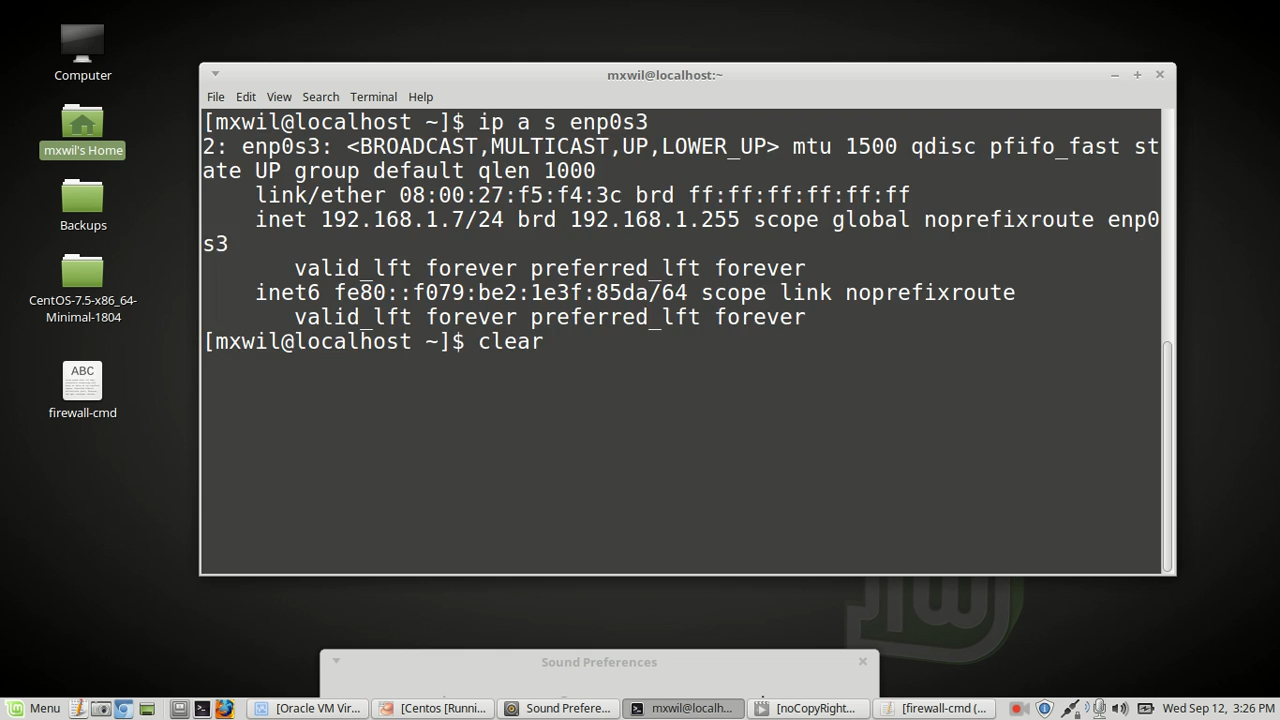 Computer
mxwil's Home
Backups
CentOS-7.5-x86_64-
Minimal-1804
ABC
firewall-cmd
mxwil@localhost:~
File Edit View Search Terminal Help
[mxwil@localhost ~]$ ip a s enp0s3
2: enp0s3: <BROADCAST,MULTICAST,UP,LOWER_UP> mtu 1500 qdisc pfifo_fast st
ate UP group default qlen 1000
link/ether 08:00:27:f5:f4:3c brd ff:ff:ff:ff:ff:ff
inet 192.168.1.7/24 brd 192.168.1.255 scope global noprefixroute enp0
s3
valid_lft forever preferred_lft forever
inet6 fe80::f079:be2:1e3f:85da/64 scope link noprefixroute
valid_lft forever preferred_lft forever
[mxwil@localhost ~]$ clear
Sound Preferences
Menu [Oracle VM Vir... [Centos [Runni... Sound Prefere... mxwil@localh... [noCopyRight... [firewall-cmd (... Wed Sep 12, 3:26 PM